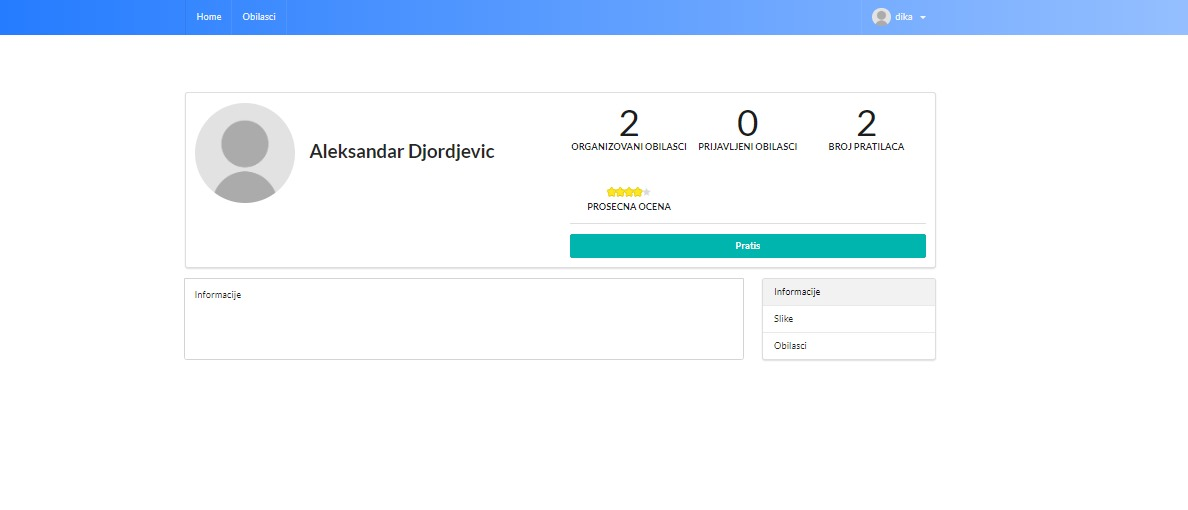 Home Obilasci dika
Aleksandar Djordjevic
2 0 2
ORGANIZOVANI OBILASCI PRIJAVLJENI OBILASCI BROJ PRATILACA
PROSECNA OCENA
Pratis
Informacije
Informacije
Slike
Obilasci